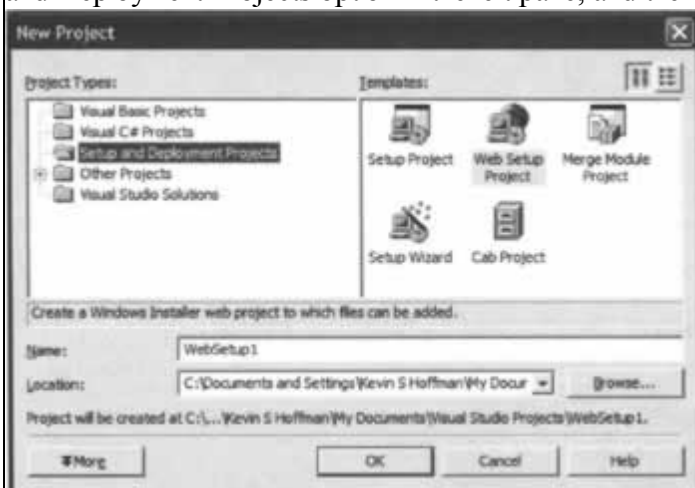 New Project
Project Types:
Templates:
Visual Basic Projects
Visual C# Projects
Setup and Deployment Projects
Other Projects
Visual Studio Solutions
Setup Project
Web Setup Project
Merge Module Project
Setup Wizard
Cab Project
Create a Windows Installer web project to which files can be added.
Name:
WebSetup1
Location:
C:\Documents and Settings\Kevin S Hoffman\My Docur
Browse...
Project will be created at C:\...\Kevin S Hoffman\My Documents\Visual Studio Projects\WebSetup1.
More
OK
Cancel
Help